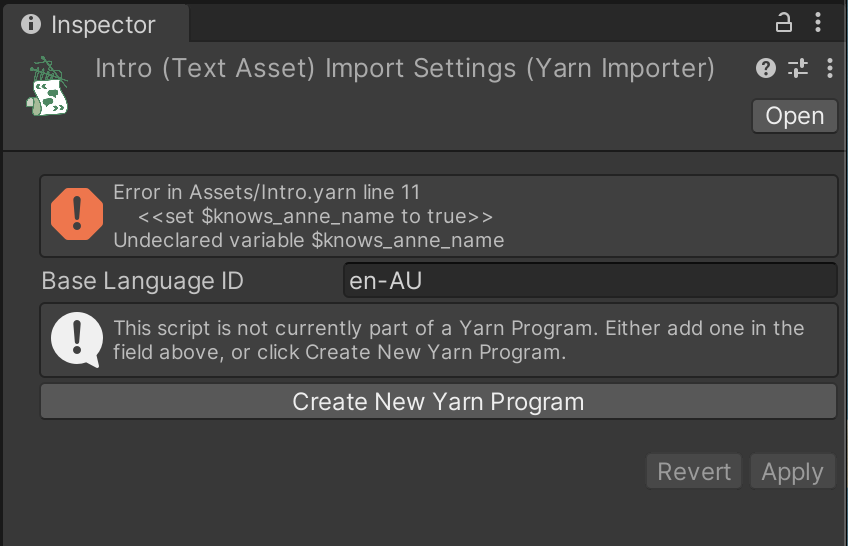 Inspector
Intro (Text Asset) Import Settings (Yarn Importer)
Open
Error in Assets/Intro.yarn line 11
<<set $knows_anne_name to true>>
Undeclared variable $knows_anne_name
Base Language ID en-AU
This script is not currently part of a Yarn Program. Either add one in the
field above, or click Create New Yarn Program.
Create New Yarn Program
Revert Apply